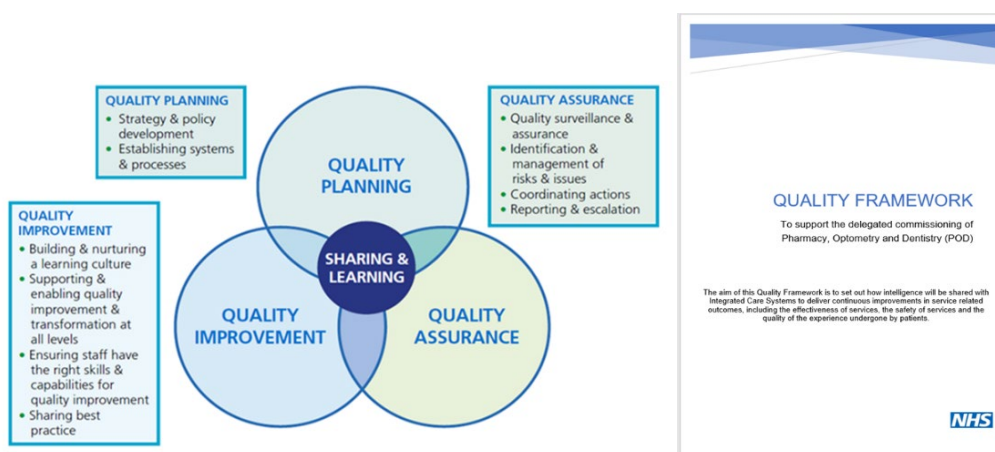 QUALITY PLANNING
• Strategy & policy
development
• Establishing systems
& processes
QUALITY ASSURANCE
• Quality surveillance &
assurance
• Identification &
management of
risks & issues
• Coordinating actions
• Reporting & escalation
QUALITY
IMPROVEMENT
• Building & nurturing
a learning culture
• Supporting &
enabling quality
improvement &
transformation at
all levels
• Ensuring staff have
the right skills &
capabilities for
quality improvement
• Sharing best
practice
QUALITY
PLANNING
SHARING &
LEARNING
QUALITY
IMPROVEMENT
QUALITY
ASSURANCE
QUALITY FRAMEWORK
To support the delegated commissioning of
Pharmacy, Optometry and Dentistry (POD)
The aim of this Quality Framework is to set out how intelligence will be shared with
Integrated Care Systems to deliver continuous improvements in service related
outcomes, including the effectiveness of services, the safety of services and the
quality of the experience undergone by patients.
NHS